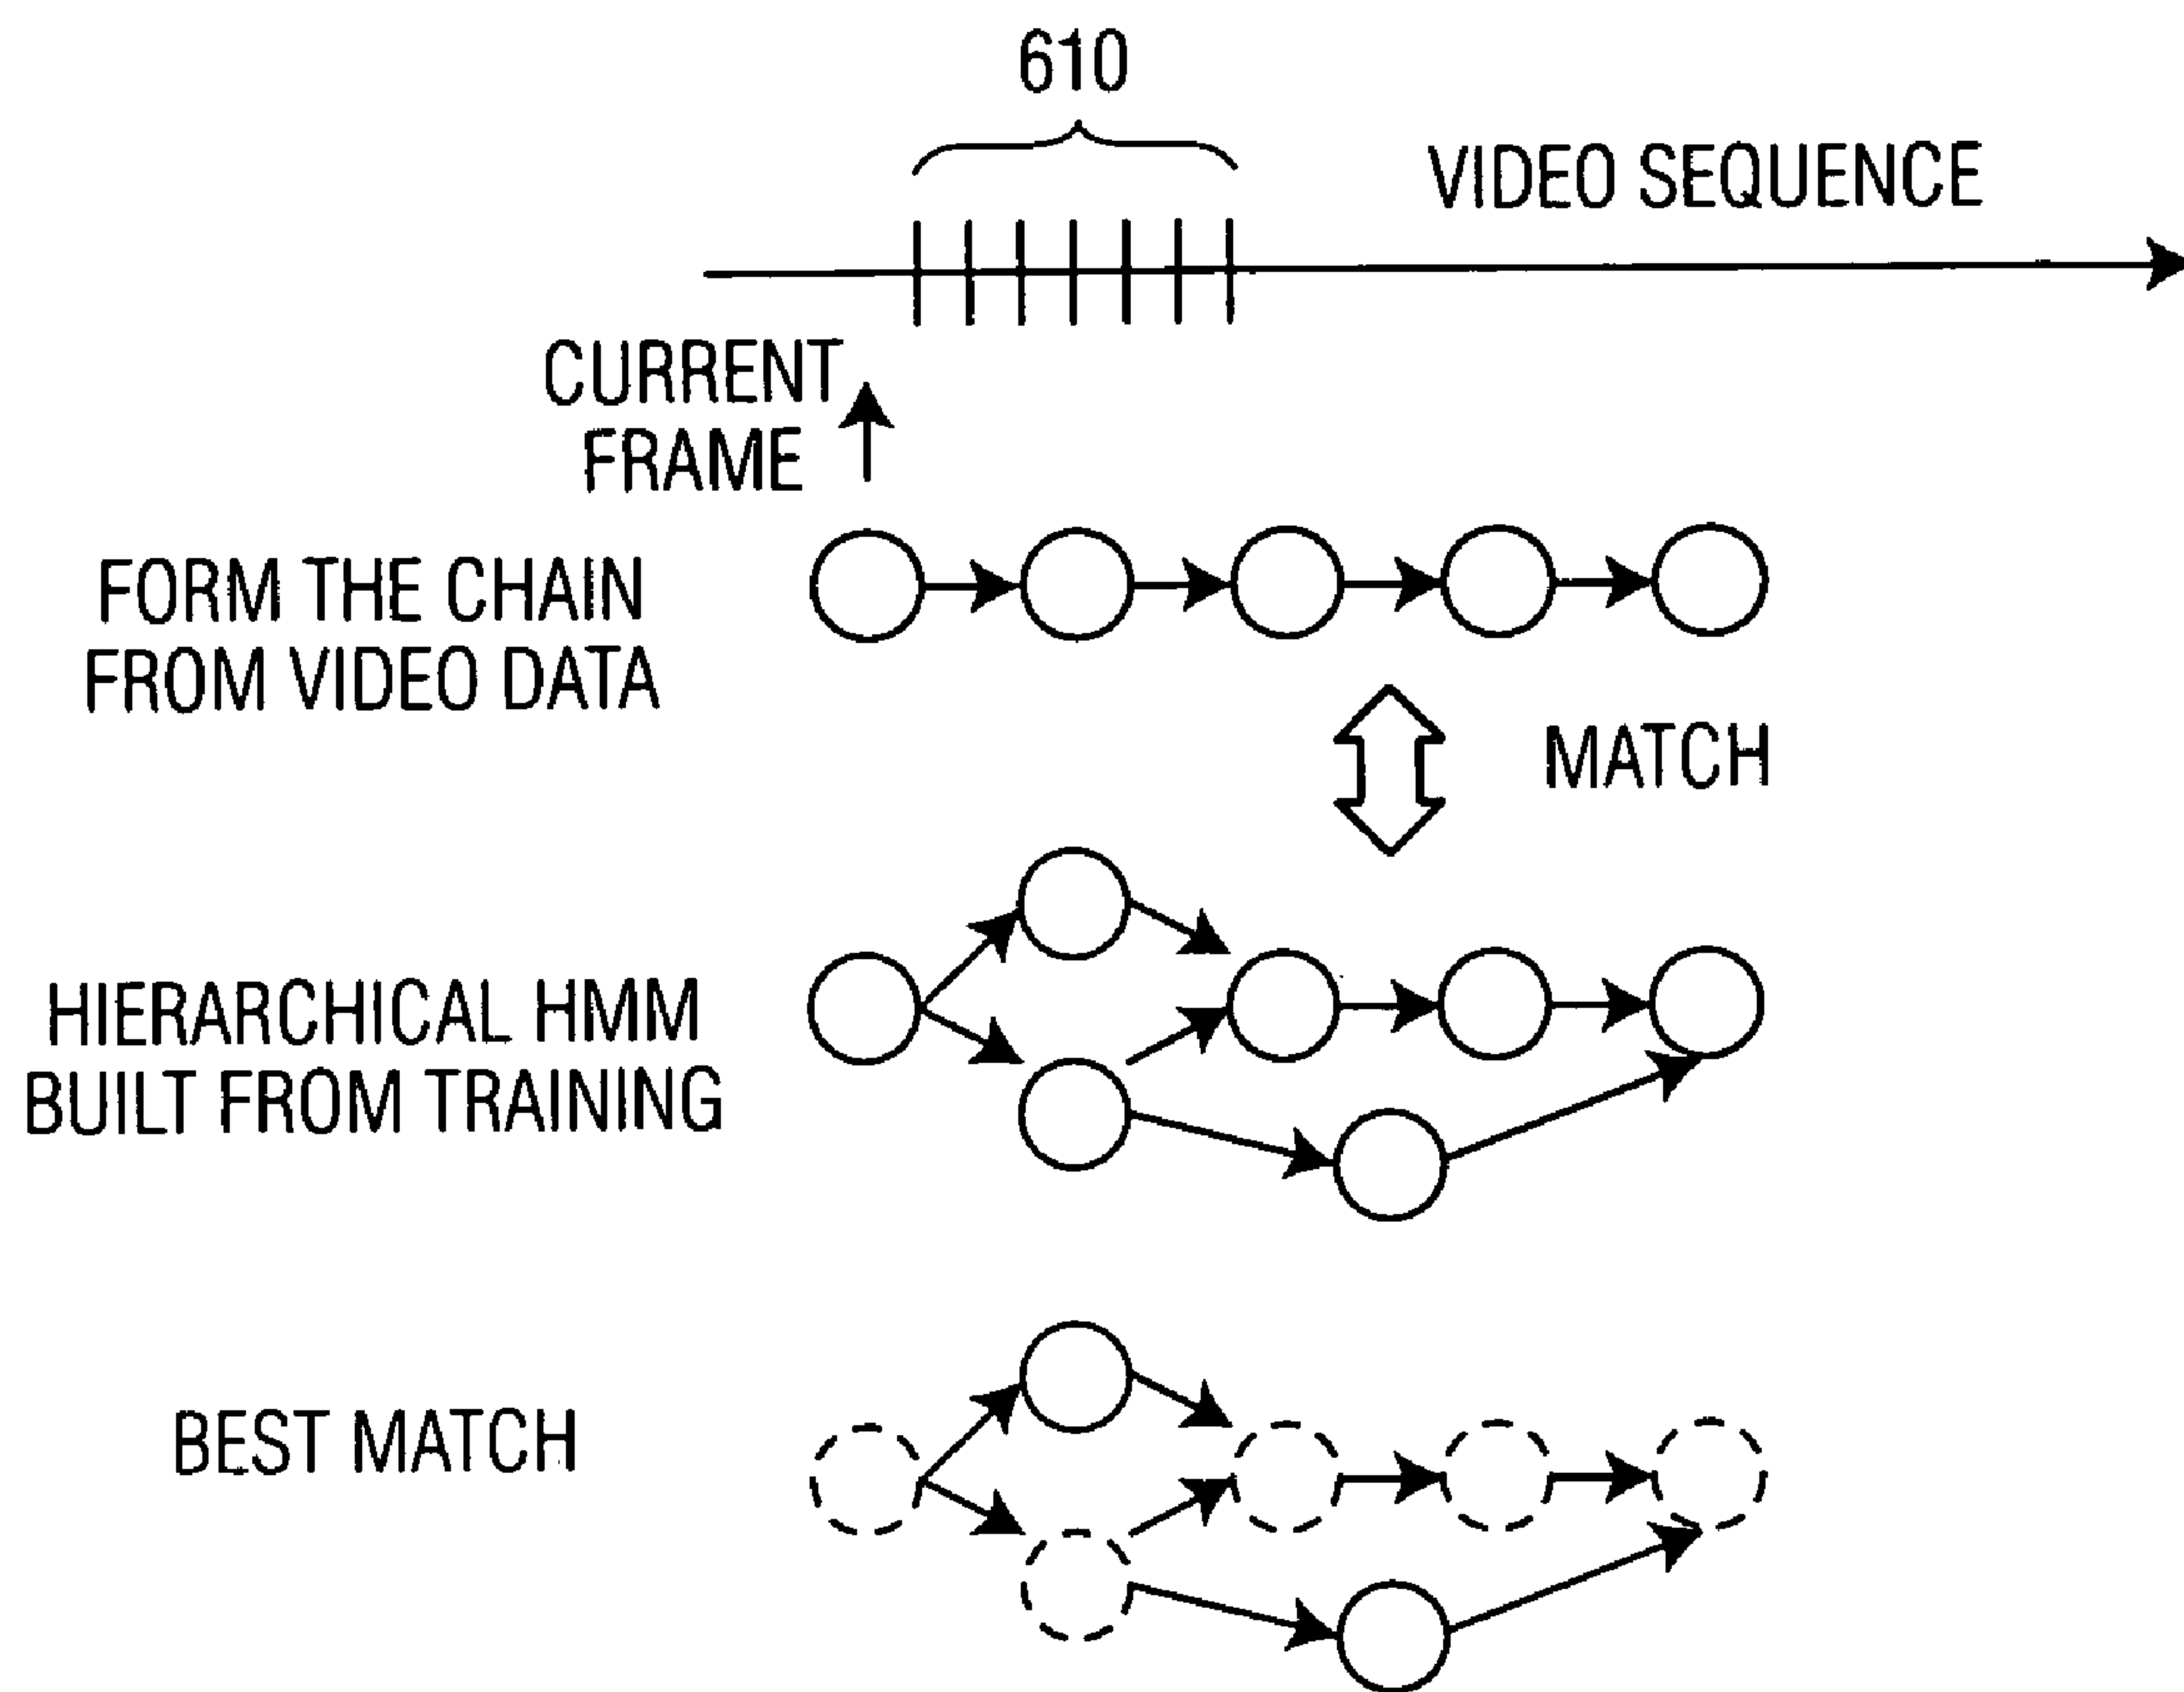 610
VIDEO SEQUENCE
CURRENT
FRAME
FORM THE CHAIN
FROM VIDEO DATA
MATCH
HIERARCHICAL HMM
BUILT FROM TRAINING
BEST MATCH